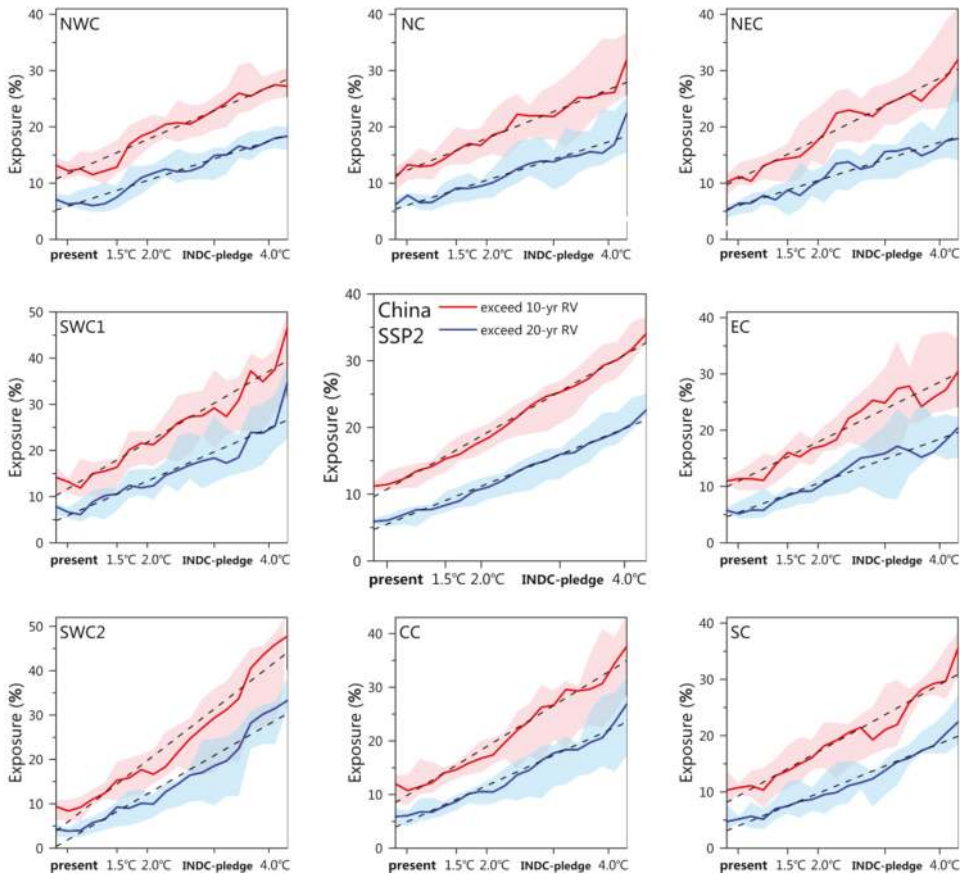 NWC
Exposure (%)
40
30
20
10
0
present 1.5℃ 2.0℃ INDC-pledge 4.0℃
NC
Exposure (%)
40
30
20
10
0
present 1.5℃ 2.0℃ INDC-pledge 4.0℃
NEC
Exposure (%)
40
30
20
10
0
present 1.5℃ 2.0℃ INDC-pledge 4.0℃
SWC1
Exposure (%)
50
40
30
20
10
0
present 1.5℃ 2.0℃ INDC-pledge 4.0℃
China
SSP2
exceed 10-yr RV
exceed 20-yr RV
Exposure (%)
40
30
20
10
0
present 1.5℃ 2.0℃ INDC-pledge 4.0℃
EC
Exposure (%)
40
30
20
10
0
present 1.5℃ 2.0℃ INDC-pledge 4.0℃
SWC2
Exposure (%)
50
40
30
20
10
0
present 1.5℃ 2.0℃ INDC-pledge 4.0℃
CC
Exposure (%)
40
30
20
10
0
present 1.5℃ 2.0℃ INDC-pledge 4.0℃
SC
Exposure (%)
40
30
20
10
0
present 1.5℃ 2.0℃ INDC-pledge 4.0℃